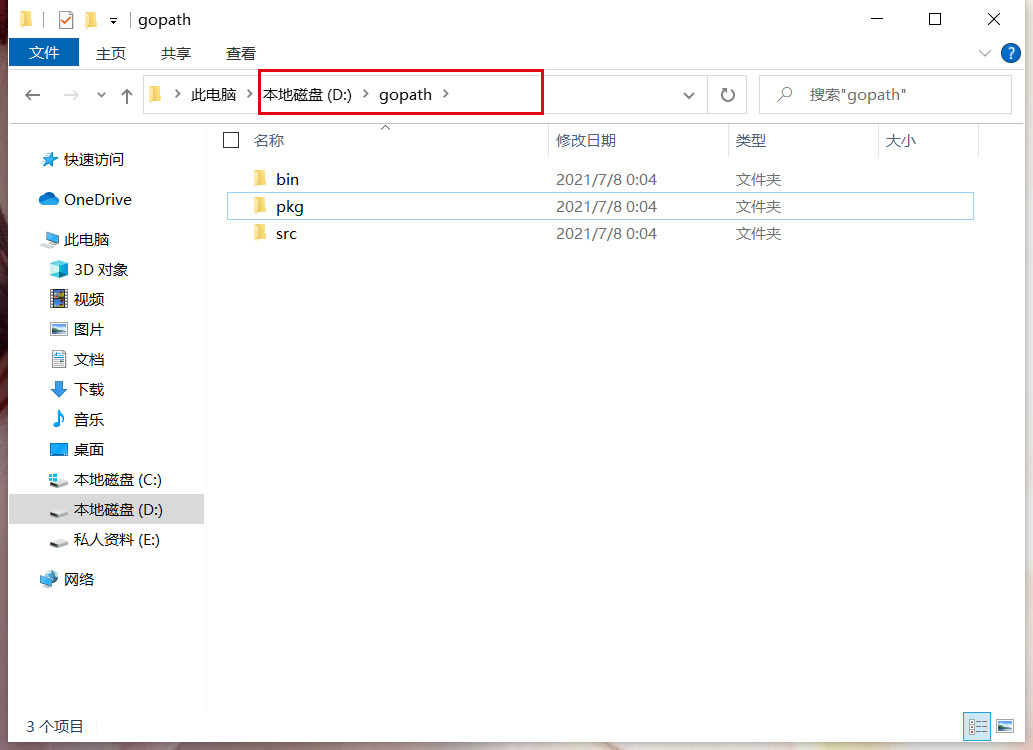 gopath
文件 主页 共享 查看
此电脑 本地磁盘 (D:) gopath 搜索"gopath"
名称 修改日期 类型 大小
bin 2021/7/8 0:04 文件夹
pkg 2021/7/8 0:04 文件夹
src 2021/7/8 0:04 文件夹
快速访问
OneDrive
此电脑
3D 对象
视频
图片
文档
下载
音乐
桌面
本地磁盘 (C:)
本地磁盘 (D:)
私人资料 (E:)
网络
3 个项目